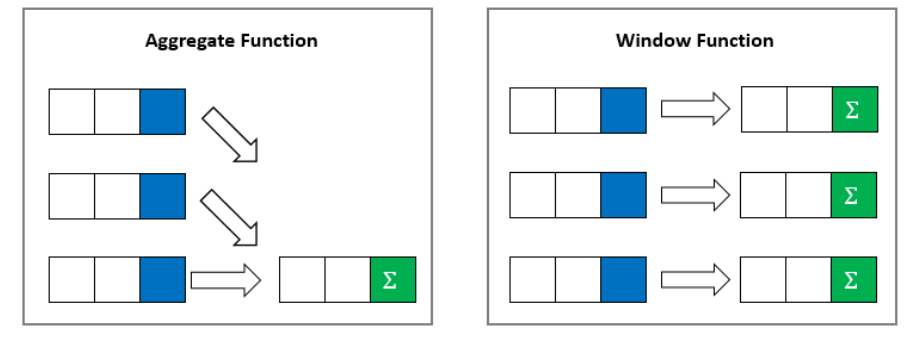 Aggregate Function
Σ
Window Function
Σ
Σ
Σ